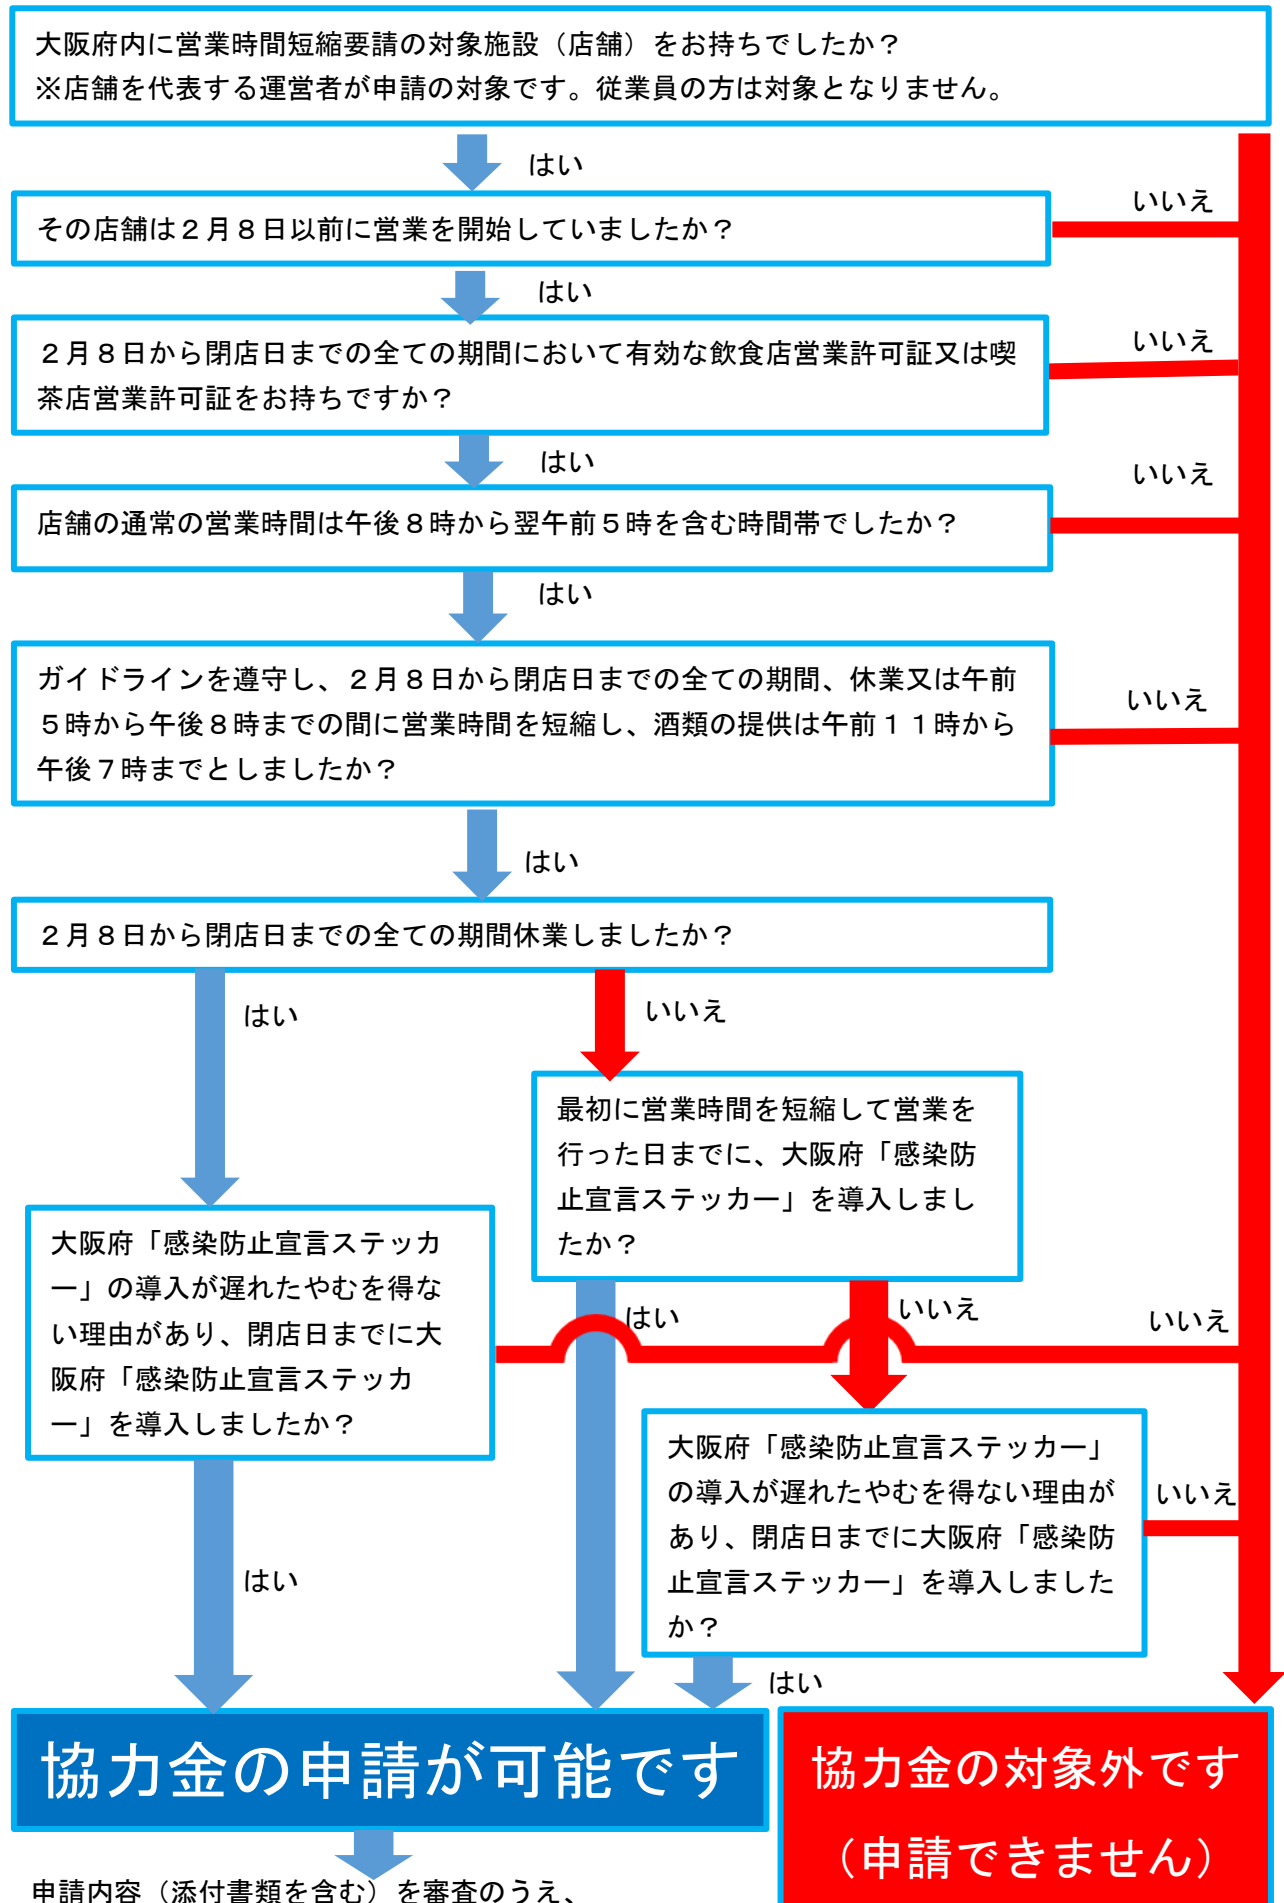 大阪府内に営業時間短縮要請の対象施設（店舗）をお持ちでしたか？
※店舗を代表する運営者が申請の対象です。従業員の方は対象となりません。
はい
いいえ
その店舗は２月８日以前に営業を開始していましたか？
はい
いいえ
２月８日から閉店日までの全ての期間において有効な飲食店営業許可証又は喫
茶店営業許可証をお持ちですか？
はい
いいえ
店舗の通常の営業時間は午後８時から翌午前５時を含む時間帯でしたか？
はい
ガイドラインを遵守し、２月８日から閉店日までの全ての期間、休業又は午前
５時から午後８時までの間に営業時間を短縮し、酒類の提供は午前１１時から
午後７時までとしましたか？
いいえ
はい
２月８日から閉店日までの全ての期間休業しましたか？
はい
いいえ
最初に営業時間を短縮して営業を
行った日までに、大阪府「感染防
止宣言ステッカー」を導入しまし
たか？
大阪府「感染防止宣言ステッカ
ー」の導入が遅れたやむを得な
い理由があり、閉店日までに大
阪府「感染防止宣言ステッカ
ー」を導入しましたか？
はい
いいえ
いいえ
大阪府「感染防止宣言ステッカー」
の導入が遅れたやむを得ない理由が
あり、閉店日までに大阪府「感染防
止宣言ステッカー」を導入しました
か？
いいえ
はい
はい
協力金の申請が可能です
協力金の対象外です
（申請できません）
申請内容（添付書類を含む）を審査のうえ、